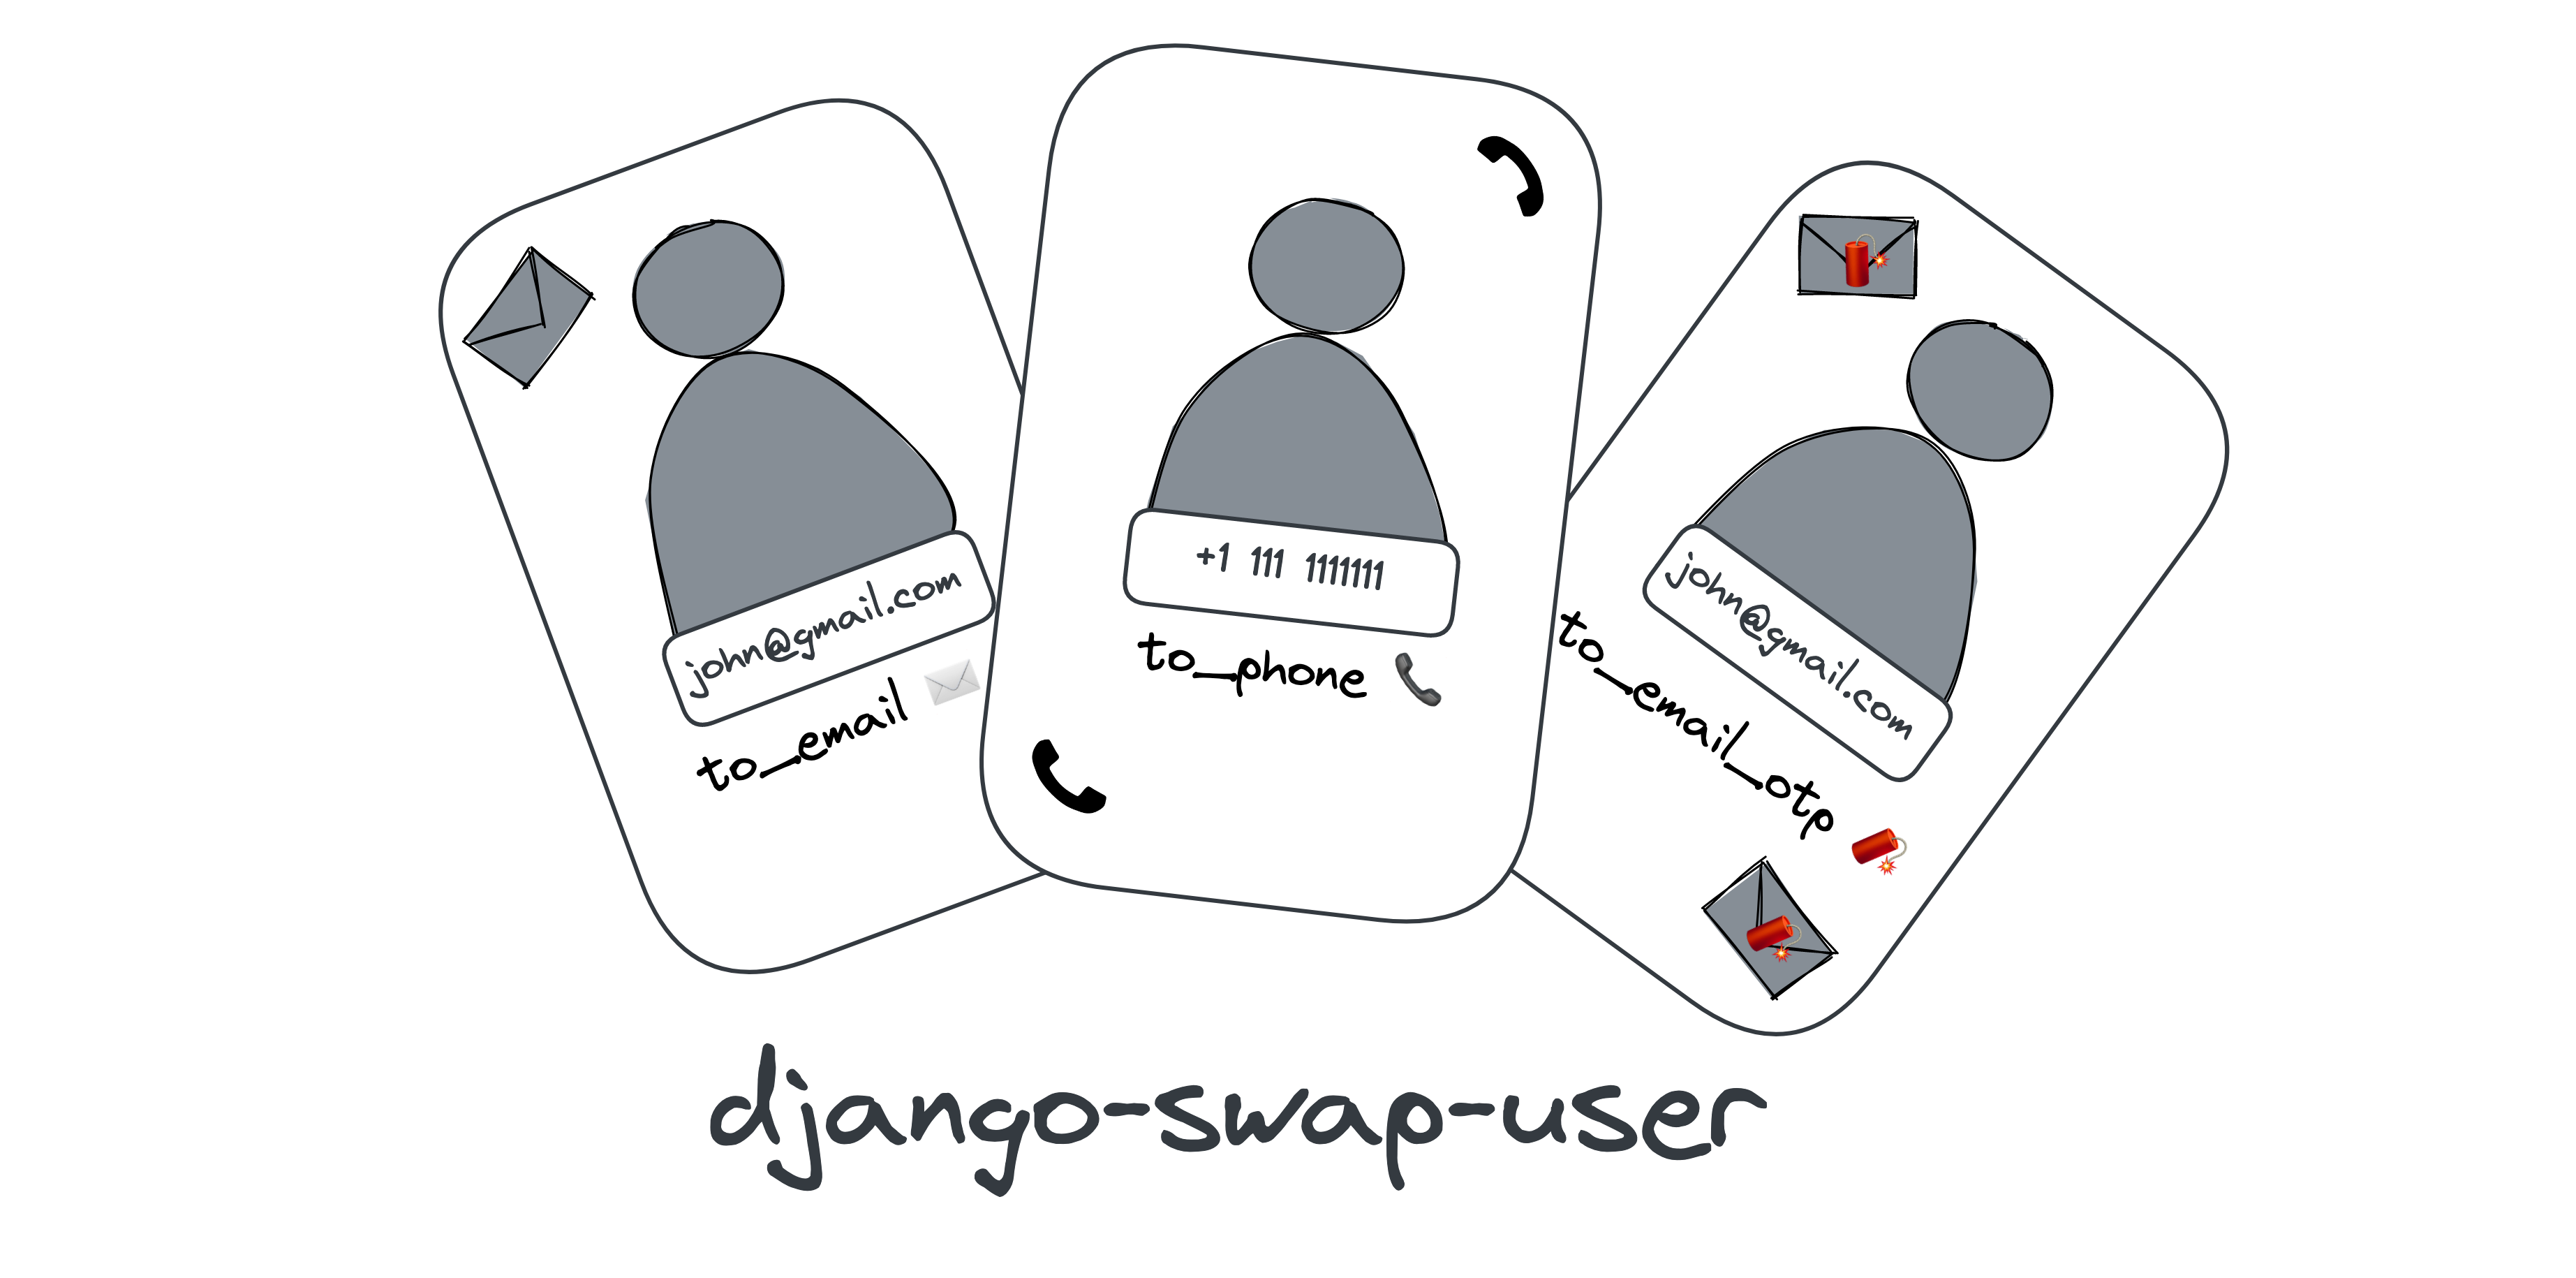 john@gmail.com
to_email
+1 111 1111111
to_phone
john@gmail.com
to_email_otp
django-swap-user